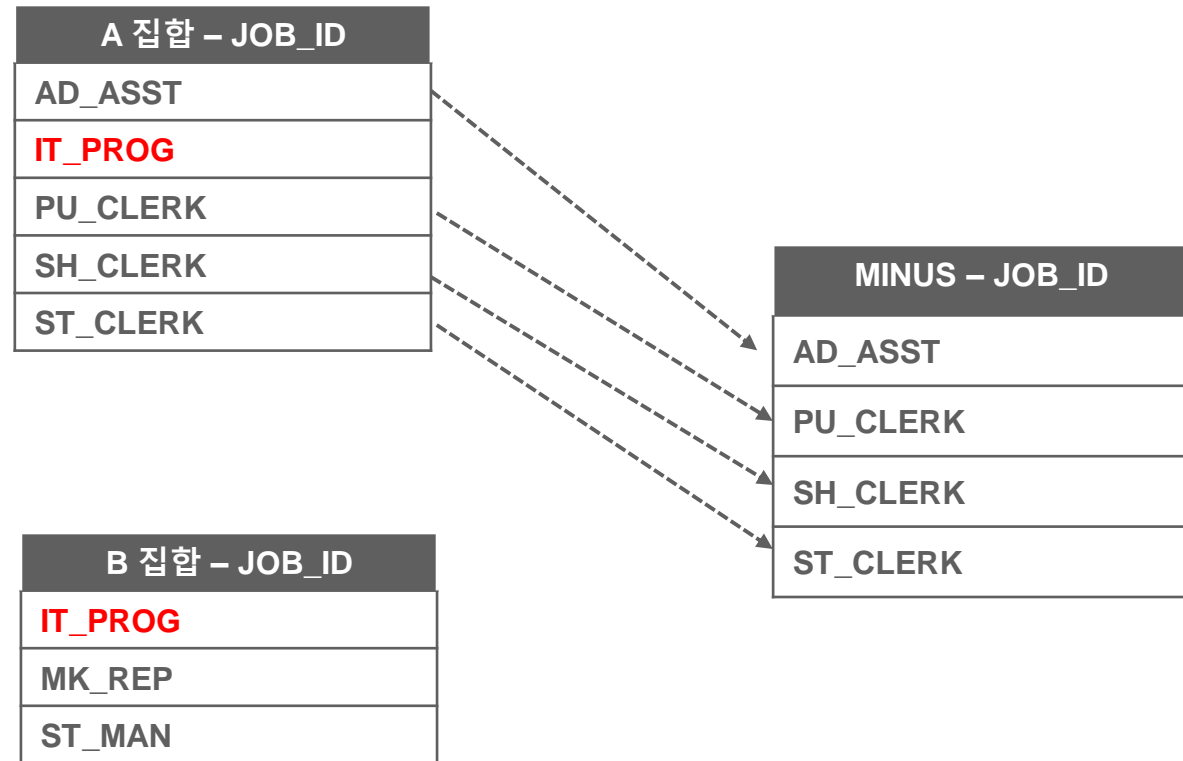 A 집합 – JOB_ID
AD_ASST
IT_PROG
PU_CLERK
SH_CLERK
ST_CLERK
MINUS – JOB_ID
AD_ASST
PU_CLERK
SH_CLERK
ST_CLERK
B 집합 – JOB_ID
IT_PROG
MK_REP
ST_MAN